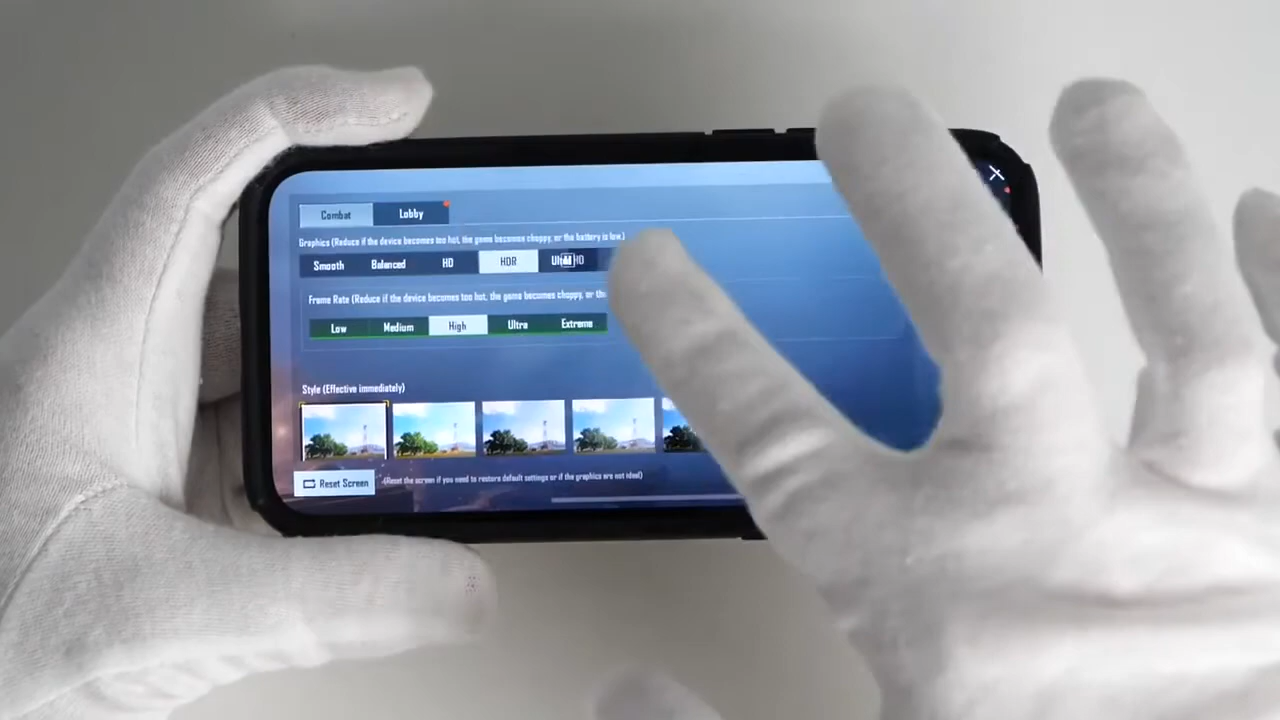 Combat Lobby
Graphics (Reduce if the device becomes too hot, the game becomes choppy, or the battery is low.)
Smooth Balanced HD HDR Ult HD
Frame Rate (Reduce if the device becomes too hot, the game becomes choppy, or the
Low Medium High Ultra Extreme
Style (Effective immediately)
Reset Screen (Reset the screen if you need to restore default settings or if the graphics are not ideal)